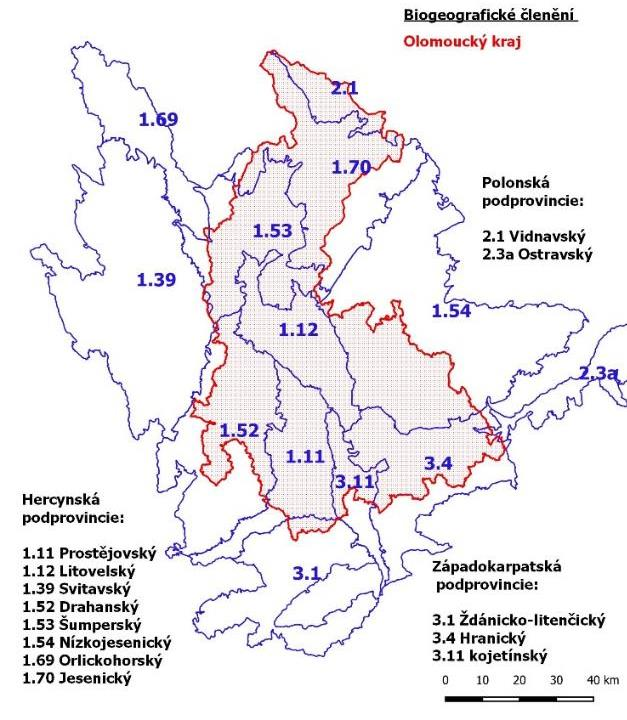 Biogeografické členění
Olomoucký kraj
2.1
1.69
1.70
Polonská
podprovincie:
2.1 Vidnavský
2.3a Ostravský
1.53
1.39
1.54
1.12
2.3a
1.52
1.11
3.4
3.11
Hercynská
podprovincie:
1.11 Prostějovský
1.12 Litovelský
1.39 Svitavský
1.52 Drahanský
1.53 Šumperský
1.54 Nízkojesenický
1.69 Orlickohorský
1.70 Jesenický
3.1
Západokarpatská
podprovincie:
3.1 Ždánicko-litenčický
3.4 Hranický
3.11 kojetínský
0 10 20 30 40 km